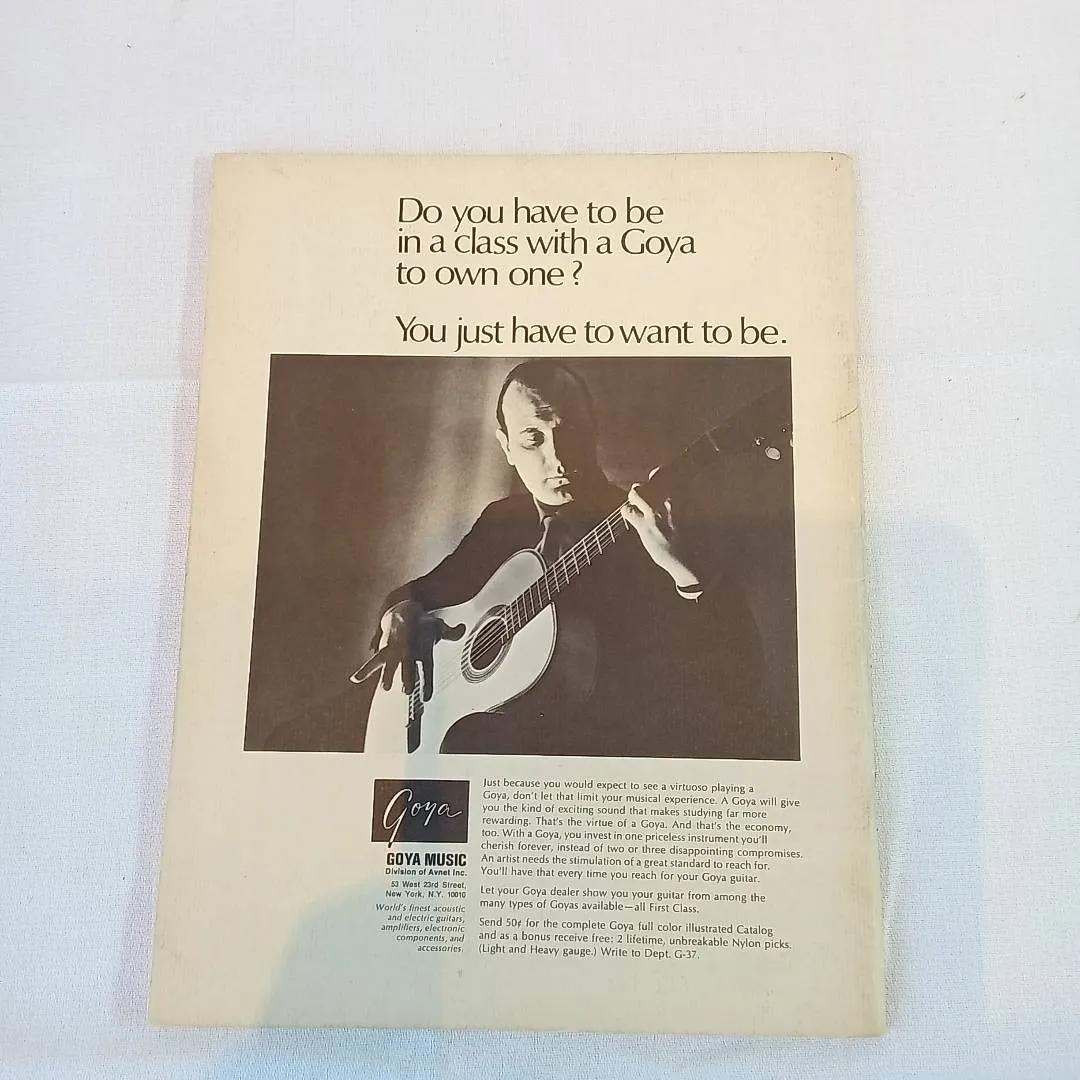 Do you have to be
in a class with a Goya
to own one?
You just have to want to be.
Goya
GOYA MUSIC
Division of Avnet Inc.
53 West 23rd Street,
New York, N.Y. 10010
World's finest acoustic
and electric guitars,
amplifiers, electronic
components, and
accessories.
Just because you would expect to see a virtuoso playing a
Goya, don't let that limit your musical experience. A Goya will give
you the kind of exciting sound that makes studying far more
rewarding. That's the virtue of a Goya. And that's the economy,
too. With a Goya, you invest in one priceless instrument you'll
cherish forever, instead of two or three disappointing compromises.
An artist needs the stimulation of a great standard to reach for.
You'll have that every time you reach for your Goya guitar.
Let your Goya dealer show you your guitar from among the
many types of Goyas available—all First Class.
Send 50¢ for the complete Goya full color illustrated Catalog
and as a bonus receive free: 2 lifetime, unbreakable Nylon picks.
(Light and Heavy gauge.) Write to Dept. G-37.